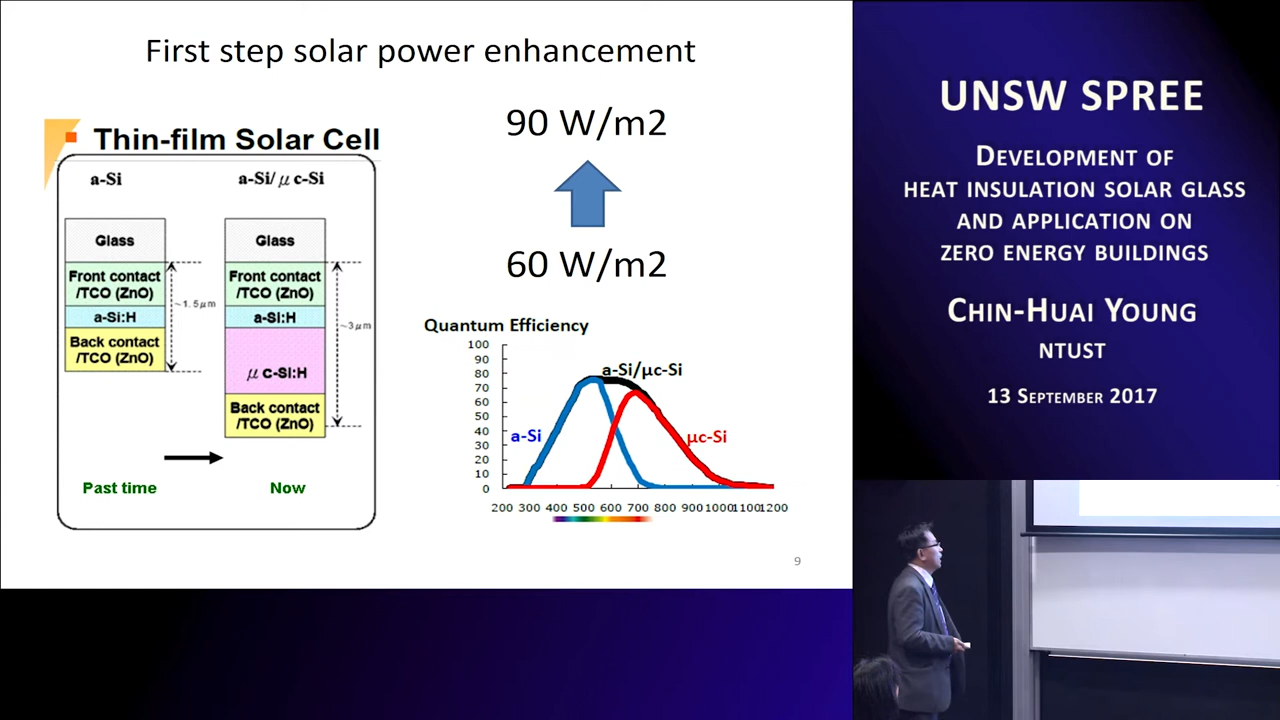 First step solar power enhancement
Thin-film Solar Cell
a-Si
a-Si/ μ c-Si
Glass
Front contact
/TCO (ZnO)
a-Si:H
Back contact
/TCO (ZnO)
~1.5μm
Glass
Front contact
/TCO (ZnO)
a-Si:H
μ c-Si:H
Back contact
/TCO (ZnO)
~3μm
Past time
Now
90 W/m2
60 W/m2
Quantum Efficiency
100
90
80
70
60
50
40
30
20
10
0
a-Si/μc-Si
a-Si
μc-Si
200 300 400 500 600 700 800 900 1000 1100 1200
9
UNSW SPREE
DEVELOPMENT OF
HEAT INSULATION SOLAR GLASS
AND APPLICATION ON
ZERO ENERGY BUILDINGS
CHIN-HUAI YOUNG
NTUST
13 SEPTEMBER 2017